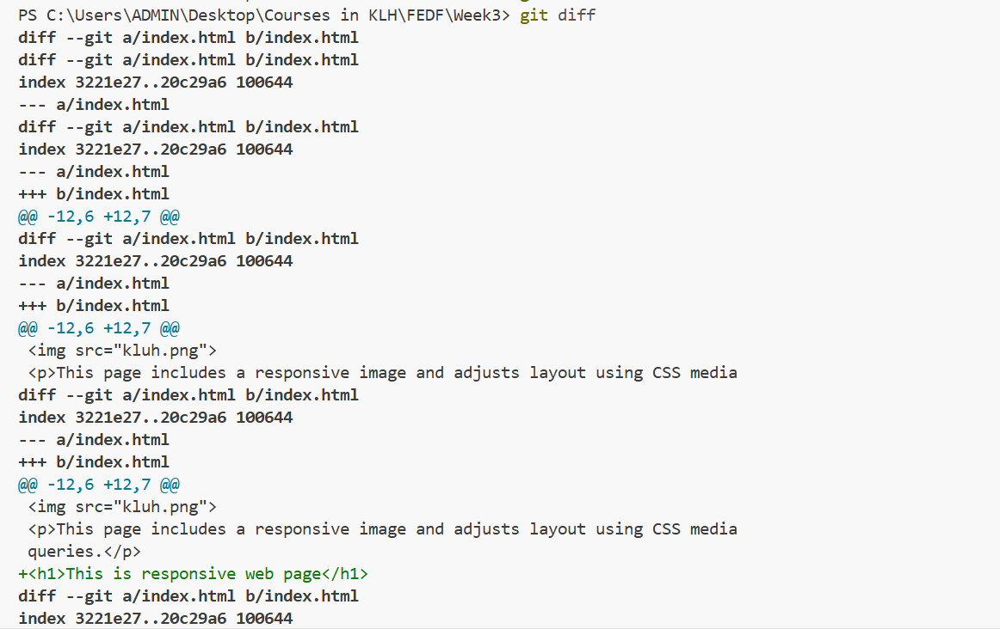 PS C:\Users\ADMIN\Desktop\Courses in KLH\FEDF\Week3> git diff
diff --git a/index.html b/index.html
diff --git a/index.html b/index.html
index 3221e27..20c29a6 100644
--- a/index.html
diff --git a/index.html b/index.html
index 3221e27..20c29a6 100644
--- a/index.html
+++ b/index.html
@@ -12,6 +12,7 @@
diff --git a/index.html b/index.html
index 3221e27..20c29a6 100644
--- a/index.html
+++ b/index.html
@@ -12,6 +12,7 @@
 <img src="kluh.png">
 <p>This page includes a responsive image and adjusts layout using CSS media
diff --git a/index.html b/index.html
index 3221e27..20c29a6 100644
--- a/index.html
+++ b/index.html
@@ -12,6 +12,7 @@
 <img src="kluh.png">
 <p>This page includes a responsive image and adjusts layout using CSS media
 queries.</p>
+<h1>This is responsive web page</h1>
diff --git a/index.html b/index.html
index 3221e27..20c29a6 100644